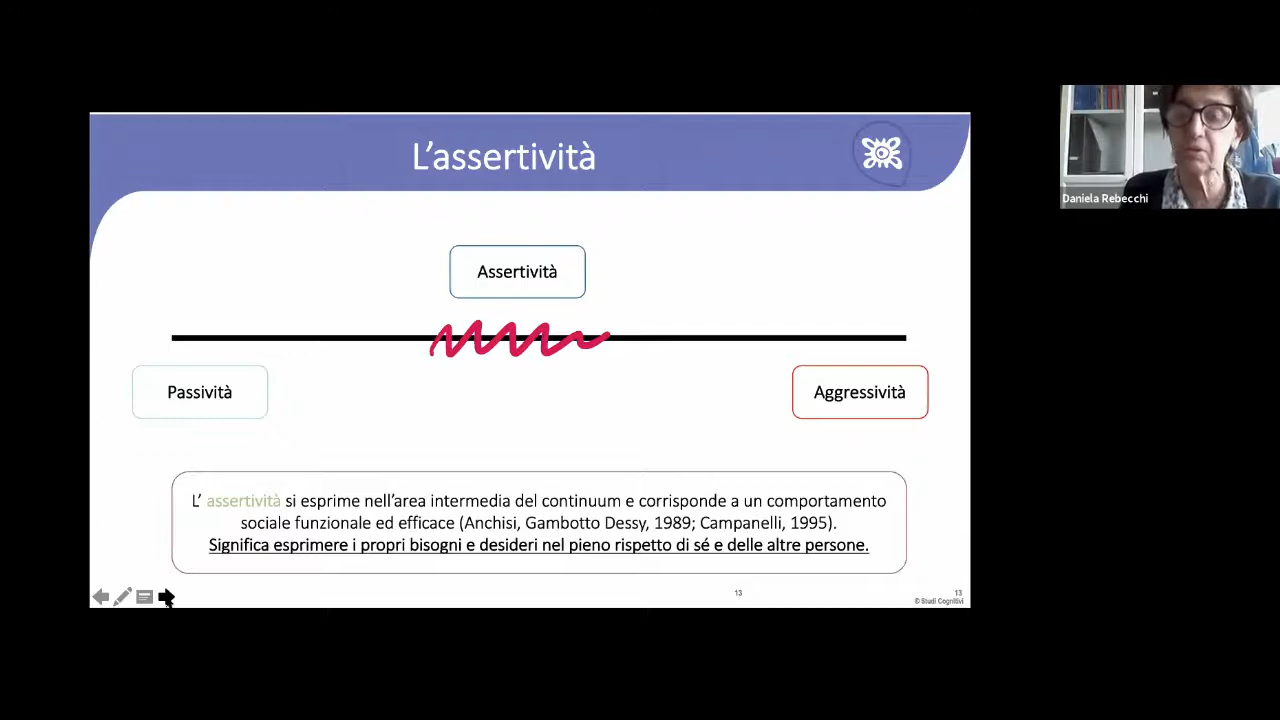 L’assertività
Daniela Rebecchi
Assertività
Passività
Aggressività
L’ assertività si esprime nell’area intermedia del continuum e corrisponde a un comportamento
sociale funzionale ed efficace (Anchisi, Gambotto Dessy, 1989; Campanelli, 1995).
Significa esprimere i propri bisogni e desideri nel pieno rispetto di sé e delle altre persone.
13
13
© Studi Cognitivi